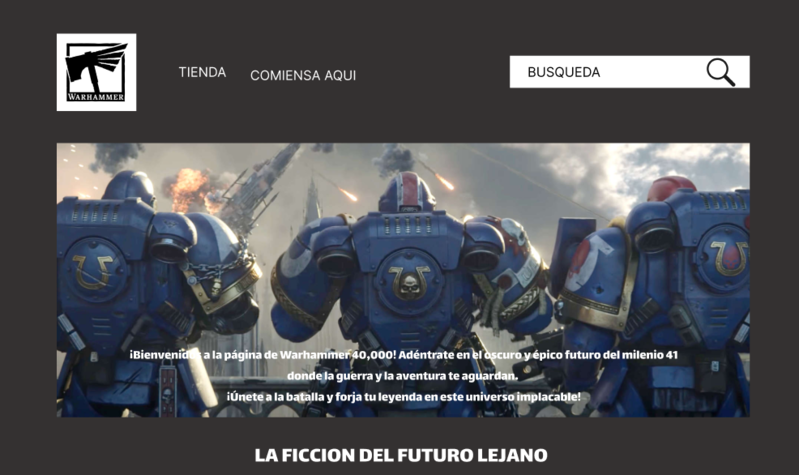 WARHAMMER
TIENDA
COMIENSA AQUI
BUSQUEDA
¡Bienvenidos a la página de Warhammer 40,000! Adéntrate en el oscuro y épico futuro del milenio 41
donde la guerra y la aventura te aguardan.
¡Únete a la batalla y forja tu leyenda en este universo implacable!
LA FICCION DEL FUTURO LEJANO